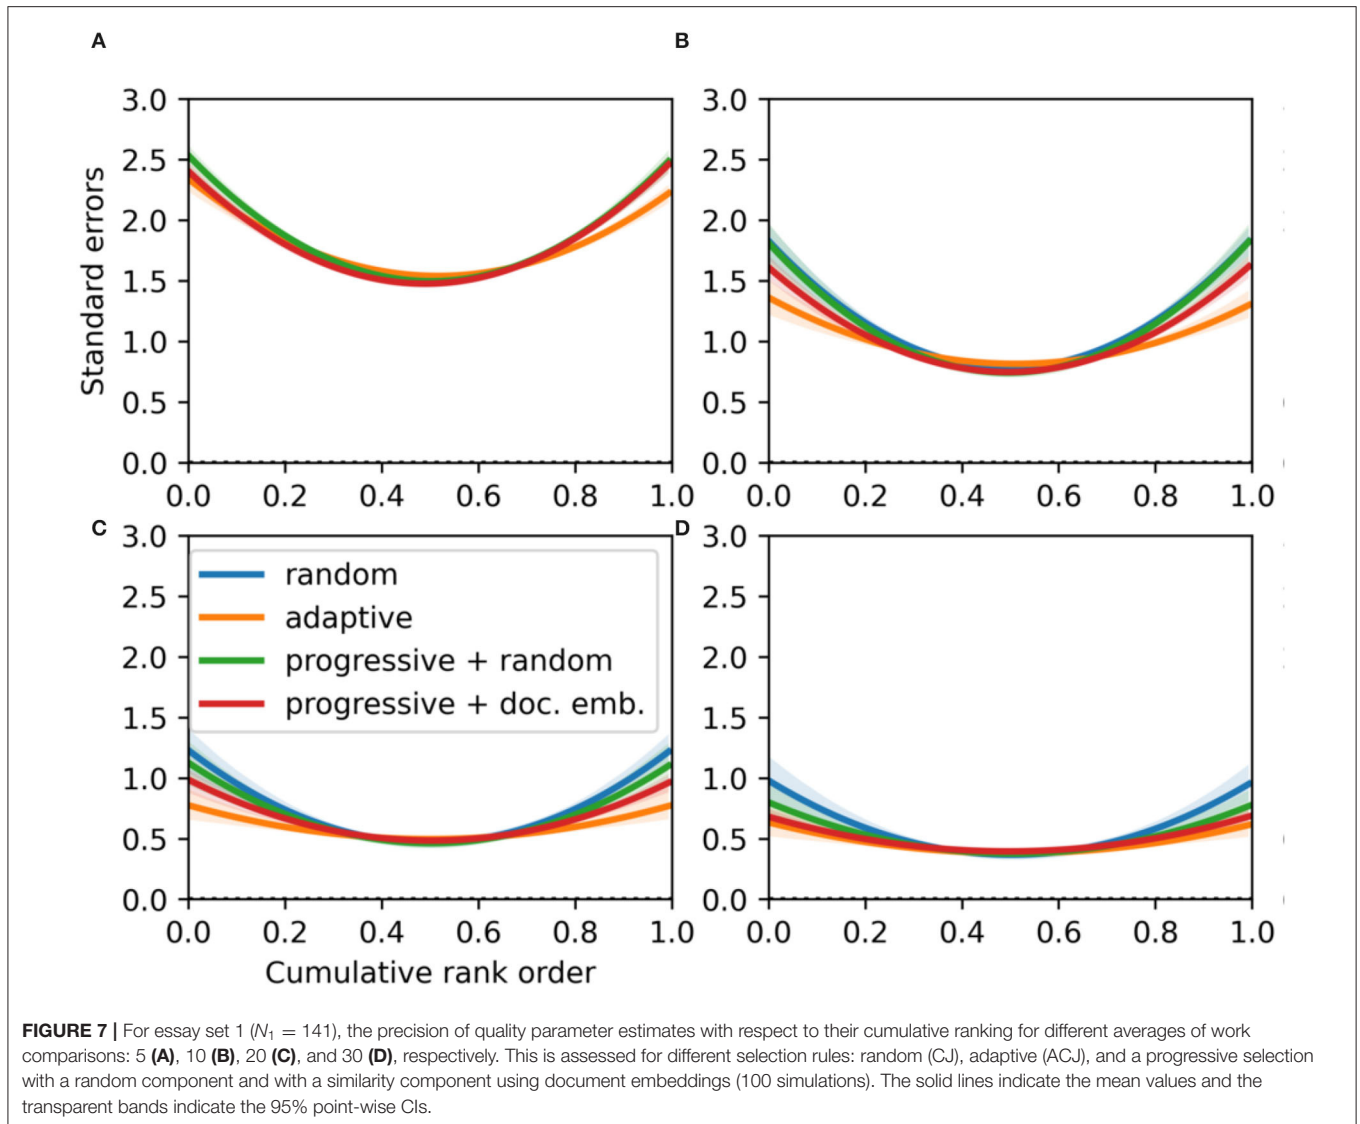 A
B
3.0
2.5
2.0
1.5
1.0
0.5
0.0
Standard errors
0.0 0.2 0.4 0.6 0.8 1.0
3.0
2.5
2.0
1.5
1.0
0.5
0.0
0.0 0.2 0.4 0.6 0.8 1.0
C
D
3.0
2.5
2.0
1.5
1.0
0.5
0.0
random
adaptive
progressive + random
progressive + doc. emb.
0.0 0.2 0.4 0.6 0.8 1.0
Cumulative rank order
3.0
2.5
2.0
1.5
1.0
0.5
0.0
0.0 0.2 0.4 0.6 0.8 1.0
FIGURE 7 | For essay set 1 (N₁ = 141), the precision of quality parameter estimates with respect to their cumulative ranking for different averages of work
comparisons: 5 (A), 10 (B), 20 (C), and 30 (D), respectively. This is assessed for different selection rules: random (CJ), adaptive (ACJ), and a progressive selection
with a random component and with a similarity component using document embeddings (100 simulations). The solid lines indicate the mean values and the
transparent bands indicate the 95% point-wise CIs.